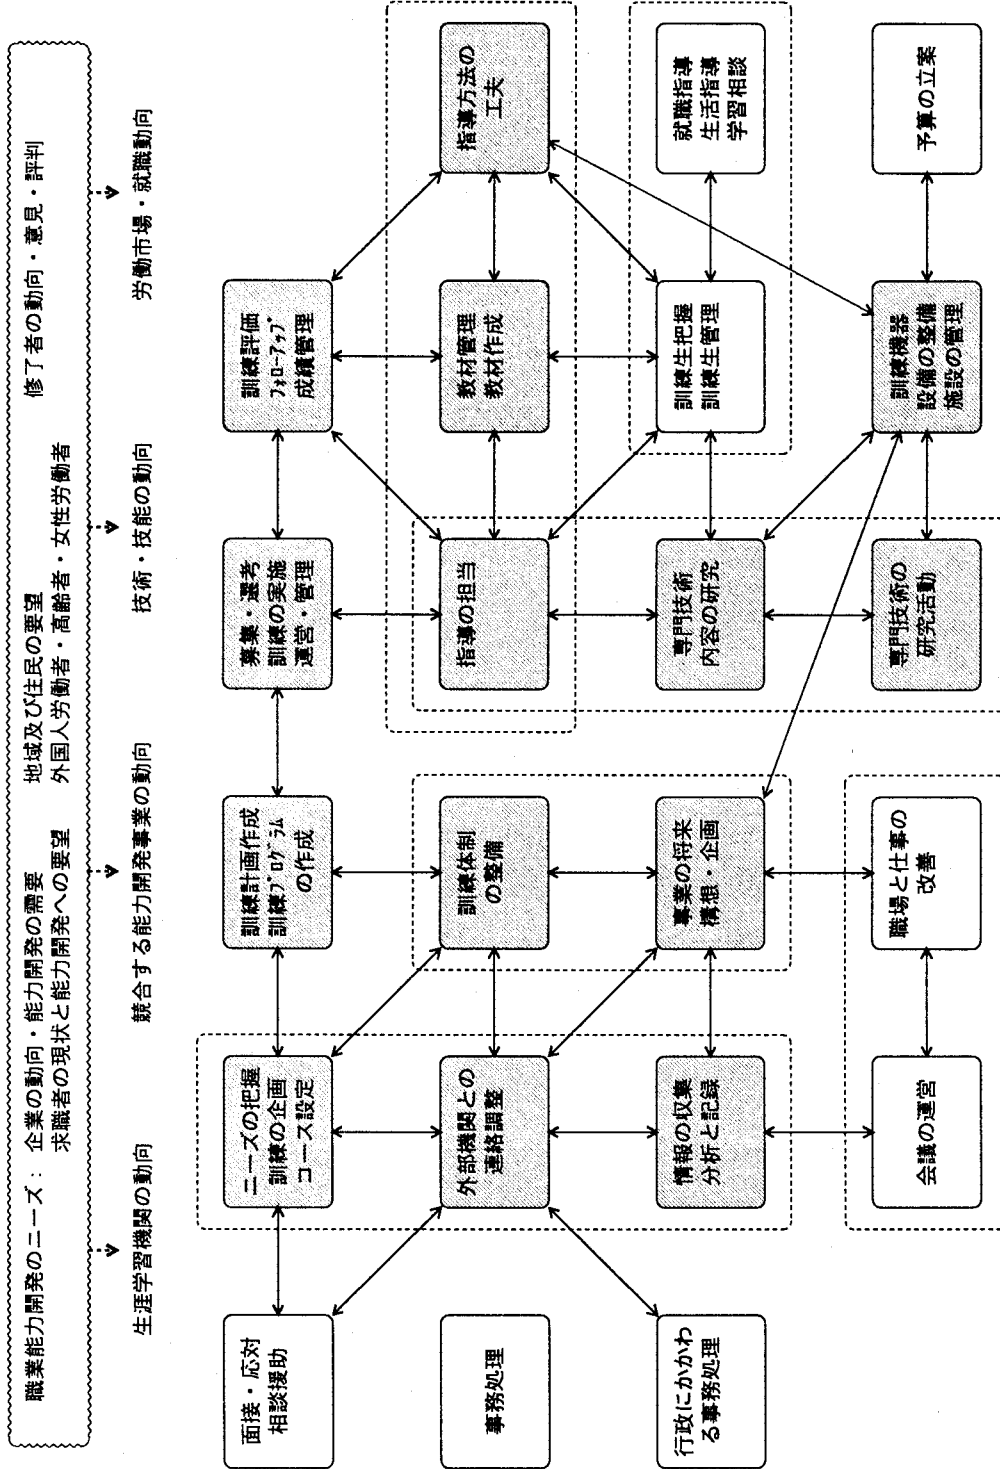 職業能力開発のニーズ： 企業の動向・能力開発の需要 地域及び住民の要望 修了者の動向・意見・評判
求職者の現状と能力開発への要望 外国人労働者・高齢者・女性労働者
生涯学習機関の動向 競合する能力開発事業の動向 技術・技能の動向 労働市場・就職動向
面接・応対
相談援助
ニーズの把握
訓練の企画
コース設定
訓練計画作成
訓練ﾌﾟﾛｸﾞﾗﾑ
の作成
募集・選考
訓練の実施
運営・管理
訓練評価
ﾌｫﾛｰｱｯﾌﾟ
成績管理
事務処理
外部機関との
連絡調整
訓練体制
の整備
指導の担当
教材管理
教材作成
指導方法の
工夫
行政にかかわ
る事務処理
情報の収集
分析と記録
事業の将来
構想・企画
専門技術
内容の研究
訓練生把握
訓練生管理
就職指導
生活指導
学習相談
会議の運営
職場と仕事の
改善
専門技術の
研究活動
訓練機器
設備の整備
施設の管理
予算の立案